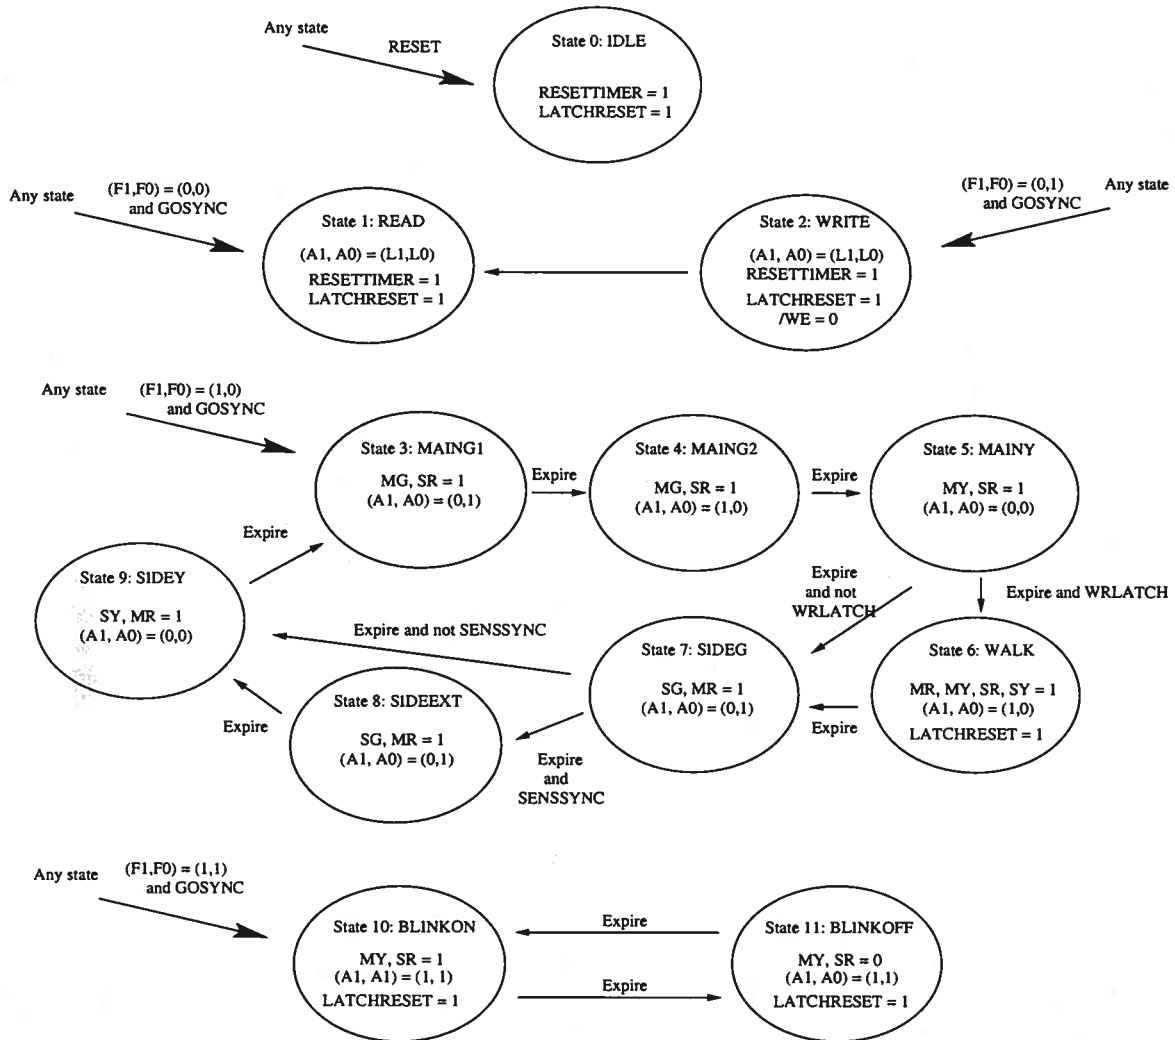 Any state
RESET
State 0: IDLE
RESETTIMER = 1
LATCHRESET = 1
Any state
(F1,F0) = (0,0)
and GOSYNC
State 1: READ
(A1, A0) = (L1,L0)
RESETTIMER = 1
LATCHRESET = 1
State 2: WRITE
(A1, A0) = (L1,L0)
RESETTIMER = 1
LATCHRESET = 1
/WE = 0
(F1,F0) = (0,1)
and GOSYNC
Any state
Any state
(F1,F0) = (1,0)
and GOSYNC
State 3: MAING1
MG, SR = 1
(A1, A0) = (0,1)
Expire
State 4: MAING2
MG, SR = 1
(A1, A0) = (1,0)
Expire
State 5: MAINY
MY, SR = 1
(A1, A0) = (0,0)
Expire
State 9: SIDEY
SY, MR = 1
(A1, A0) = (0,0)
Expire
and not
WRLATCH
Expire and WRLATCH
Expire and not SENSSYNC
State 7: SIDEG
SG, MR = 1
(A1, A0) = (0,1)
State 6: WALK
MR, MY, SR, SY = 1
(A1, A0) = (1,0)
LATCHRESET = 1
Expire
State 8: SIDEEXT
SG, MR = 1
(A1, A0) = (0,1)
Expire
Expire
and
SENSSYNC
Any state
(F1,F0) = (1,1)
and GOSYNC
State 10: BLINKON
MY, SR = 1
(A1, A1) = (1, 1)
LATCHRESET = 1
Expire
Expire
State 11: BLINKOFF
MY, SR = 0
(A1, A0) = (1,1)
LATCHRESET = 1